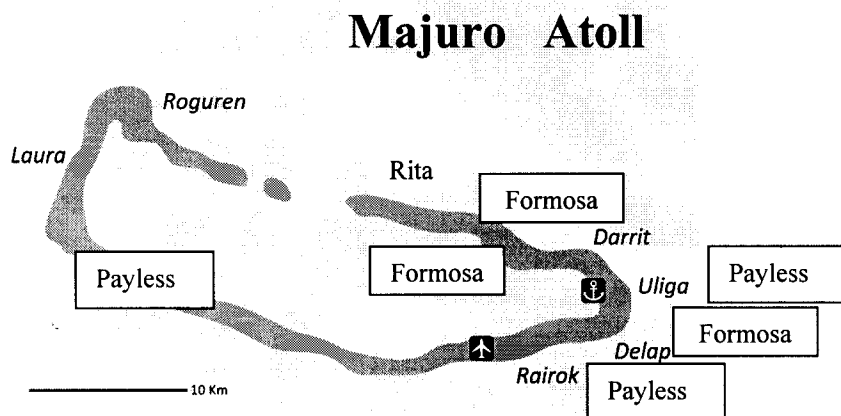 Majuro Atoll
Roguren
Laura
Rita
Formosa
Darrit
Payless
Formosa
Uliga
Payless
Formosa
Delap
Rairok
Payless
10 Km